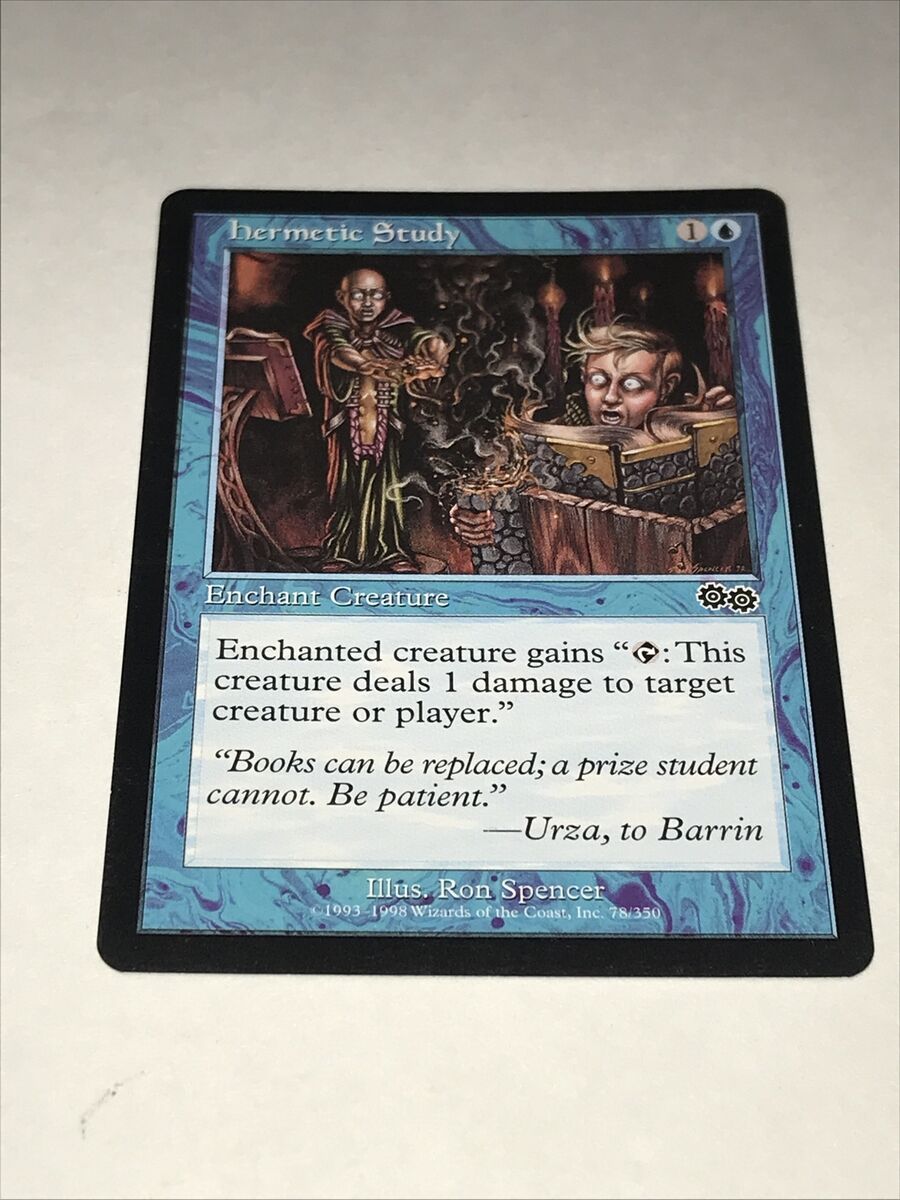 Hermetic Study
1
Enchant Creature
Enchanted creature gains “: This
creature deals 1 damage to target
creature or player.”
“Books can be replaced; a prize student
cannot. Be patient.”
—Urza, to Barrin
Illus. Ron Spencer
©1993–1998 Wizards of the Coast, Inc. 78/350